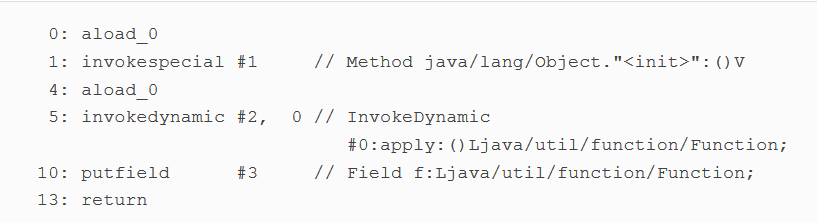 0: aload_0
1: invokespecial #1 // Method java/lang/Object."<init>":()V
4: aload_0
5: invokedynamic #2, 0 // InvokeDynamic
#0:apply:()Ljava/util/function/Function;
10: putfield #3 // Field f:Ljava/util/function/Function;
13: return